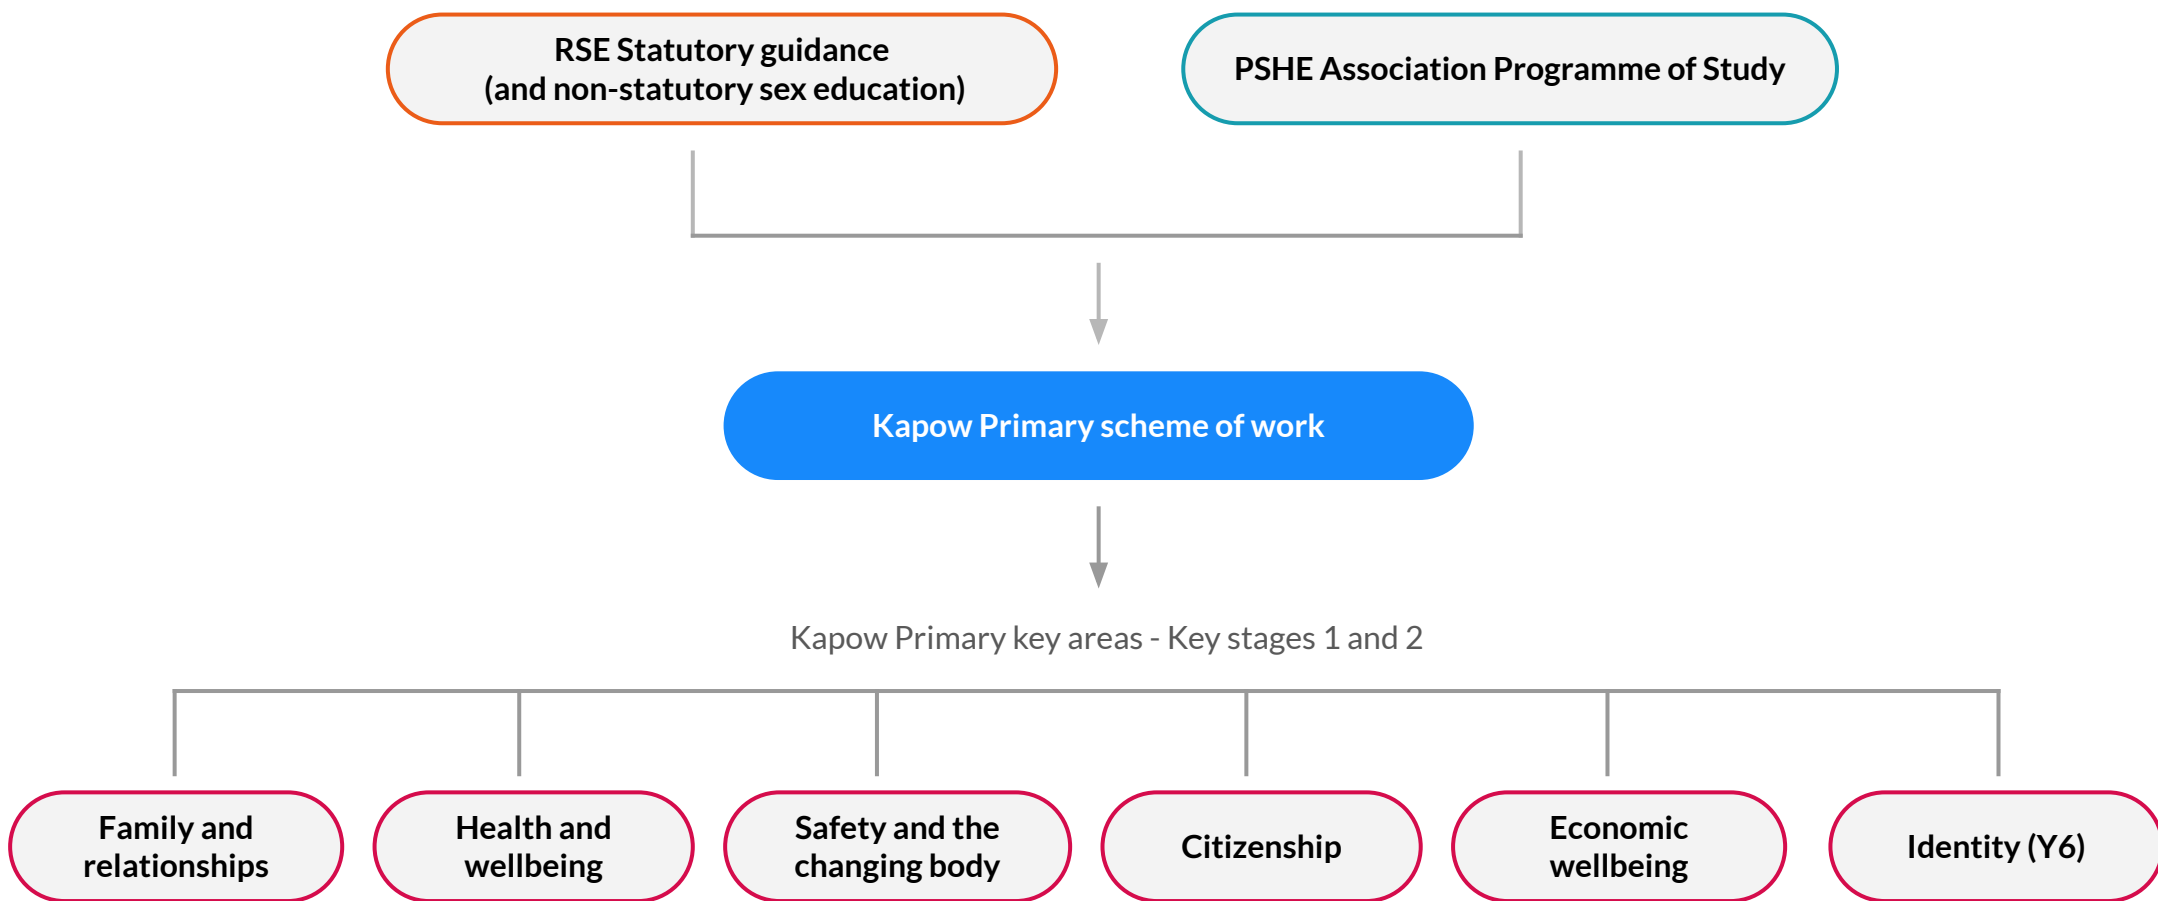 RSE Statutory guidance
(and non-statutory sex education)
PSHE Association Programme of Study
Kapow Primary scheme of work
Kapow Primary key areas - Key stages 1 and 2
Family and
relationships
Health and
wellbeing
Safety and the
changing body
Citizenship
Economic
wellbeing
Identity (Y6)